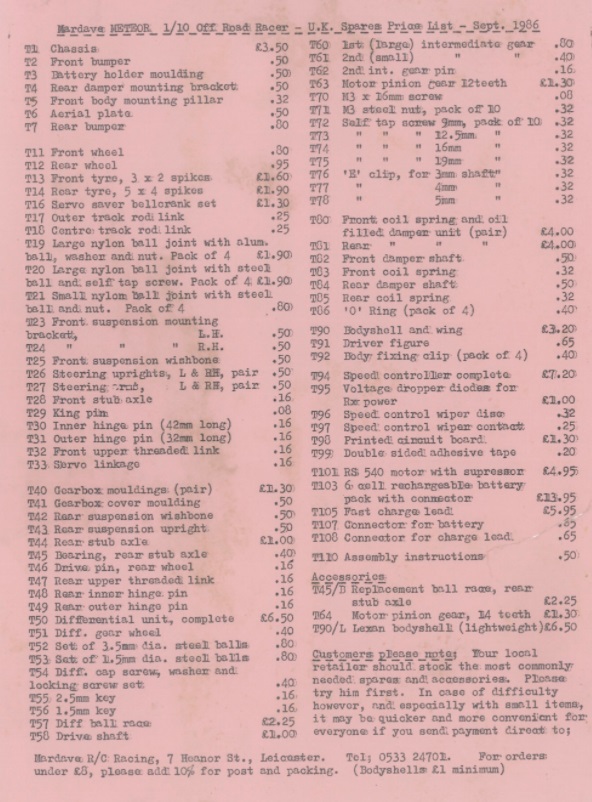 Mardave METEOR 1/10 Off Road Racer - U.K. Spares Price List - Sept. 1986
T1 Chassis £3.50
T2 Front bumper .50
T3 Battery holder moulding .50
T4 Rear damper mounting bracket .50
T5 Front body mounting pillar .32
T6 Aerial plate .50
T7 Rear bumper .80
T11 Front wheel .80
T12 Rear wheel .95
T13 Front tyre, 3 x 2 spikes £1.60
T14 Rear tyre, 5 x 4 spikes £1.90
T16 Servo saver bellcrank set £1.30
T17 Outer track rod link .25
T18 Centre track rod link .25
T19 Large nylon ball joint with alum.
ball, washer and nut. Pack of 4 £1.90
T20 Large nylon ball joint with steel
ball and self tap screw. Pack of 4 £1.90
T21 Small nylon ball joint with steel
ball and nut. Pack of 4 .80
T23 Front suspension mounting
bracket, L.H. .50
T24 " " R.H. .50
T25 Front suspension wishbone .50
T26 Steering uprights, L & RH, pair .50
T27 Steering arms, L & RH, pair .50
T28 Front stub axle .16
T29 King pin .08
T30 Inner hinge pin (42mm long) .16
T31 Outer hinge pin (32mm long) .16
T32 Front upper threaded link .16
T33 Servo linkage .16
T40 Gearbox mouldings (pair) £1.30
T41 Gearbox cover moulding .50
T42 Rear suspension wishbone .50
T43 Rear suspension upright .50
T44 Rear stub axle £1.00
T45 Bearing, rear stub axle .40
T46 Drive pin, rear wheel .16
T47 Rear upper threaded link .16
T48 Rear inner hinge pin .16
T49 Rear outer hinge pin .16
T50 Differential unit, complete £6.50
T51 Diff. gear wheel .40
T52 Set of 3.5mm dia. steel balls .80
T53 Set of 1.5mm dia. steel balls .80
T54 Diff. cap screw, washer and
locking screw set .40
T55 2.5mm key .16
T56 1.5mm key .16
T57 Diff ball race £2.25
T58 Drive shaft £1.00
T60 1st (large) intermediate gear .80
T61 2nd (small) " " .40
T62 2nd int. gear pin .16
T63 Motor pinion gear 12teeth £1.30
T70 M3 x 16mm screw .08
T71 M3 steel nut, pack of 10 .32
T72 Self tap screw 9mm, pack of 10 .32
T73 " " " 12.5mm " .32
T74 " " " 16mm " .32
T75 " " " 19mm " .32
T76 'E' clip, for 3mm shaft" .32
T77 " " 4mm " .32
T78 " " 5mm " .32
T80 Front coil spring and oil
filled damper unit (pair) £4.00
T81 Rear " " " £4.00
T82 Front damper shaft .50
T83 Front coil spring .32
T84 Rear damper shaft .50
T85 Rear coil spring .32
T86 'O' Ring (pack of 4) .40
T90 Bodyshell and wing £3.20
T91 Driver figure .65
T92 Body fixing clip (pack of 4) .40
T94 Speed controller complete £7.20
T95 Voltage dropper diodes for
Rx power £1.00
T96 Speed control wiper disc .32
T97 Speed control wiper contact .25
T98 Printed circuit board £1.30
T99 Double sided adhesive tape .20
T101 RS 540 motor with supressor £4.95
T103 6 cell rechargeable battery
pack with connector £13.95
T105 Fast charge lead £5.95
T107 Connector for battery .65
T108 Connector for charge lead .65
T110 Assembly instructions .50
Accessories
T45/B Replacement ball race, rear
stub axle £2.25
T64 Motor pinion gear, 14 teeth £1.30
T90/L Lexan bodyshell (lightweight)£6.50
Customers please note: Your local
retailer should stock the most commonly
needed spares and accessories. Please
try him first. In case of difficulty
however, and especially with small items,
it may be quicker and more convenient for
everyone if you send payment direct to;
Mardave R/C Racing, 7 Heanor St., Leicester. Tel; 0533 24701. For orders
under £8, please add 10% for post and packing. (Bodyshells £1 minimum)